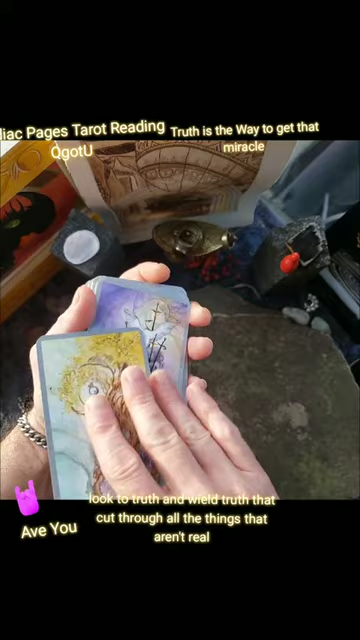 iac Pages Tarot Reading
QgotU
Truth is the Way to get that
miracle
look to truth and wield truth that
cut through all the things that
aren't real
Ave You